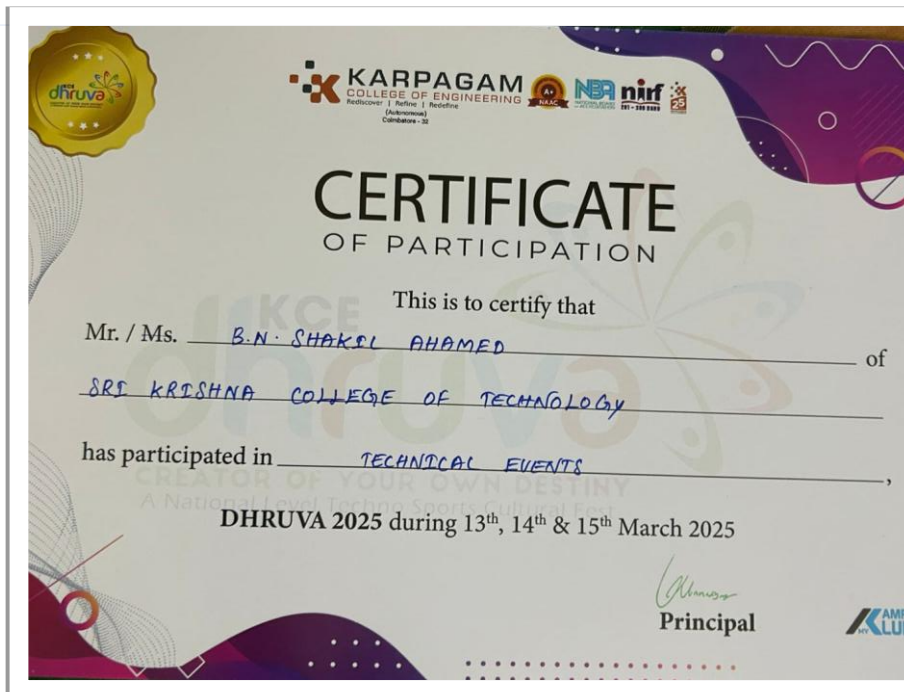 KCE
dhruva
KARPAGAM
COLLEGE OF ENGINEERING
Rediscover | Refine | Redefine
(Autonomous)
Coimbatore - 32
A+
NAAC
NBA
nirf
25
CERTIFICATE
OF PARTICIPATION
This is to certify that
Mr. / Ms. B.N. SHAKIL AHAMED of
SRI KRISHNA COLLEGE OF TECHNOLOGY
has participated in TECHNICAL EVENTS,
KCE
dhruva
CREATOR OF YOUR OWN DESTINY
A National Level Techno Sports Cultural Fest
DHRUVA 2025 during 13th, 14th & 15th March 2025
Principal
MY